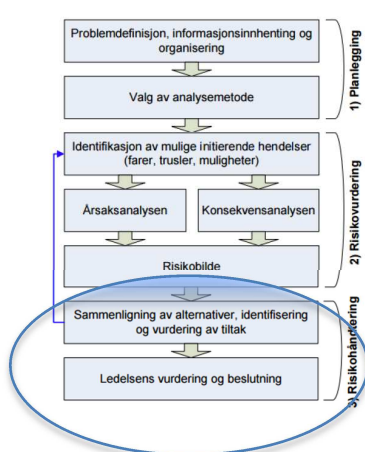 Problemdefinisjon, informasjonsinnhenting og
organisering
Valg av analysemetode
1) Planlegging
Identifikasjon av mulige initierende hendelser
(farer, trusler, muligheter)
Årsaksanalysen
Konsekvensanalysen
Risikobilde
2) Risikovurdering
Sammenligning av alternativer, identifisering
og vurdering av tiltak
Ledelsens vurdering og beslutning
3) Risikohåndtering